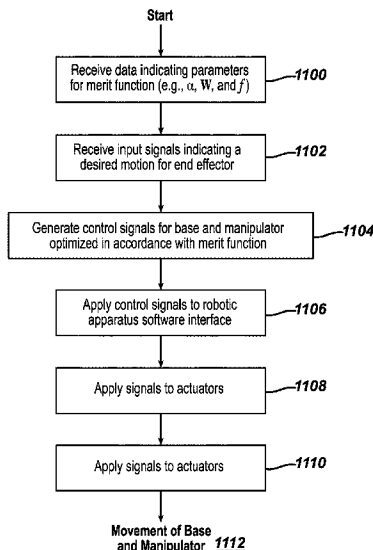 Start
Receive data indicating parameters
for merit function (e.g., α, W, and f)
1100
Receive input signals indicating a
desired motion for end effector
1102
Generate control signals for base and manipulator
optimized in accordance with merit function
1104
Apply control signals to robotic
apparatus software interface
1106
Apply signals to actuators
1108
Apply signals to actuators
1110
Movement of Base
and Manipulator 1112